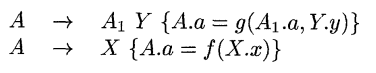 A → A₁ Y {A.a = g(A₁.a, Y.y)}
A → X {A.a = f(X.x)}